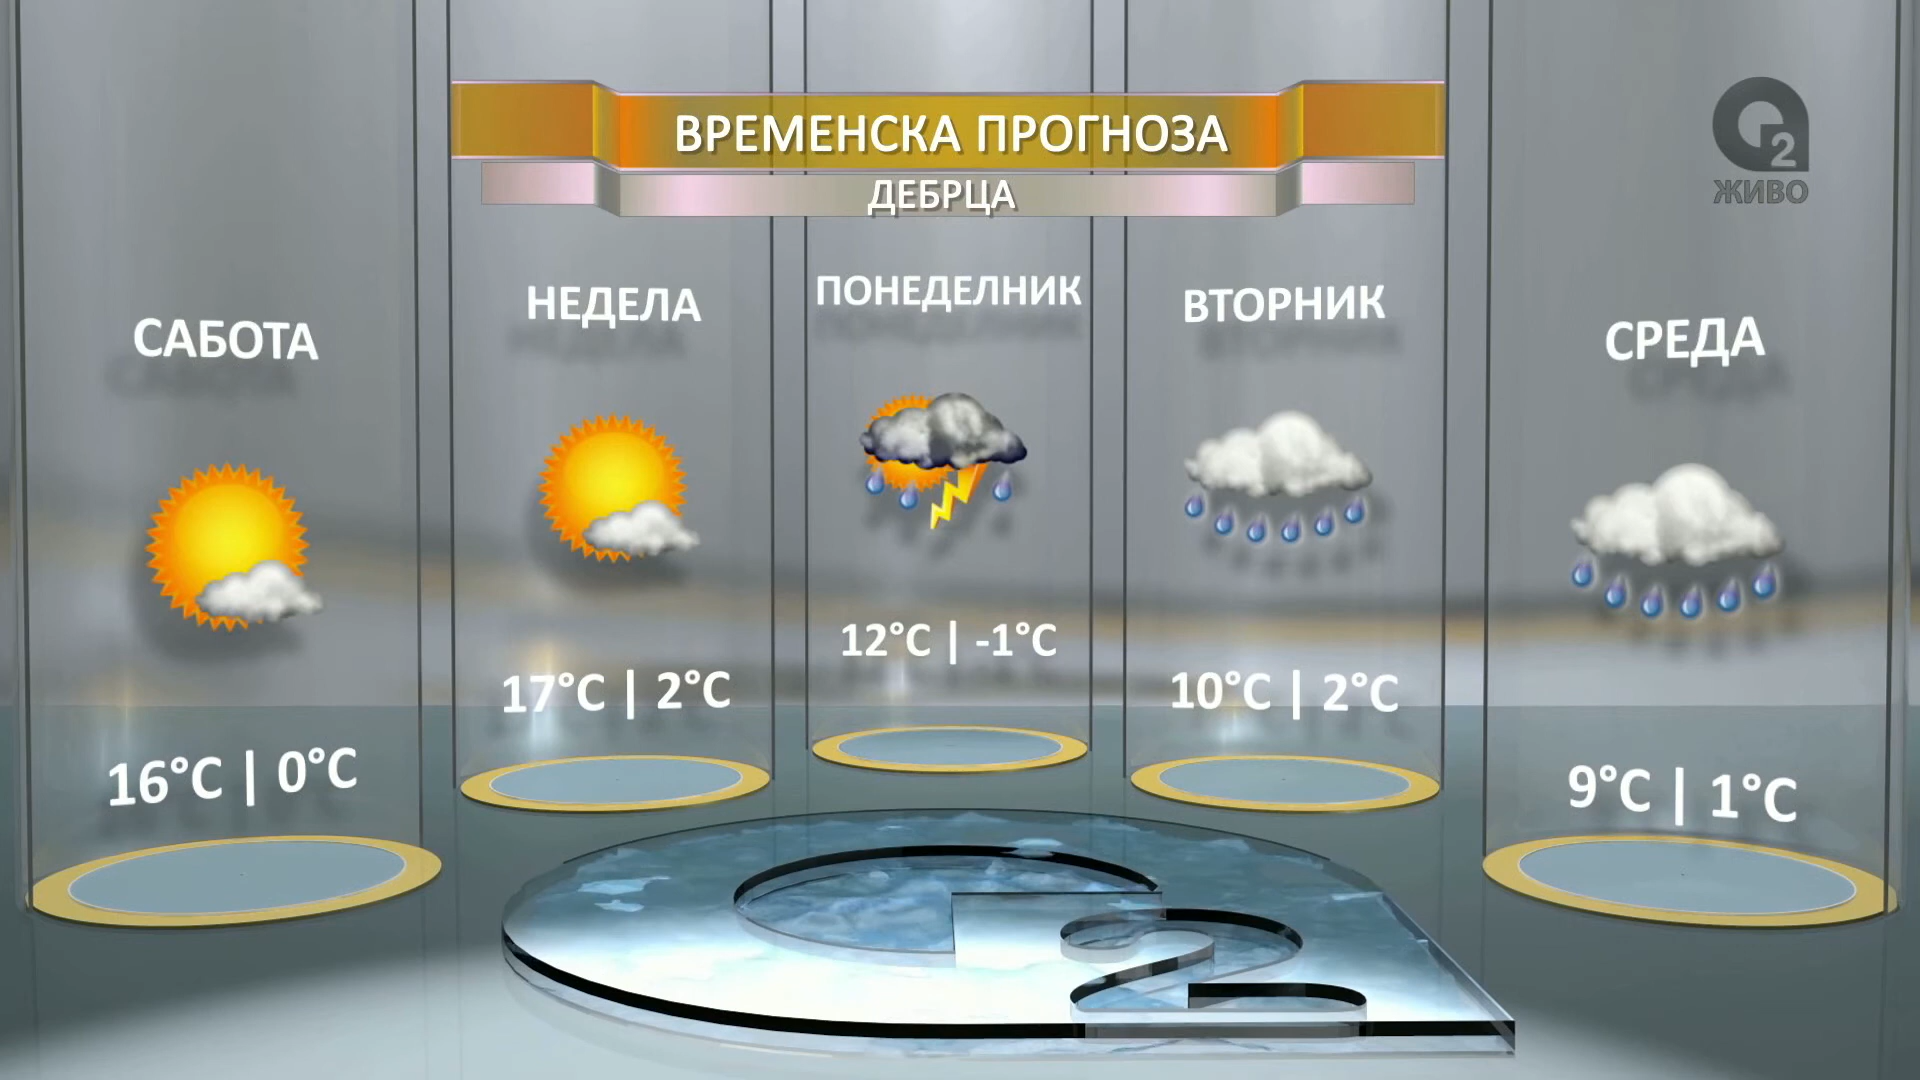 ВРЕМЕНСКА ПРОГНОЗА
ДЕБРЦА
2
ЖИВО
САБОТА
НЕДЕЛА
ПОНЕДЕЛНИК
ВТОРНИК
СРЕДА
16°C | 0°C
17°C | 2°C
12°C | -1°C
10°C | 2°C
9°C | 1°C
2